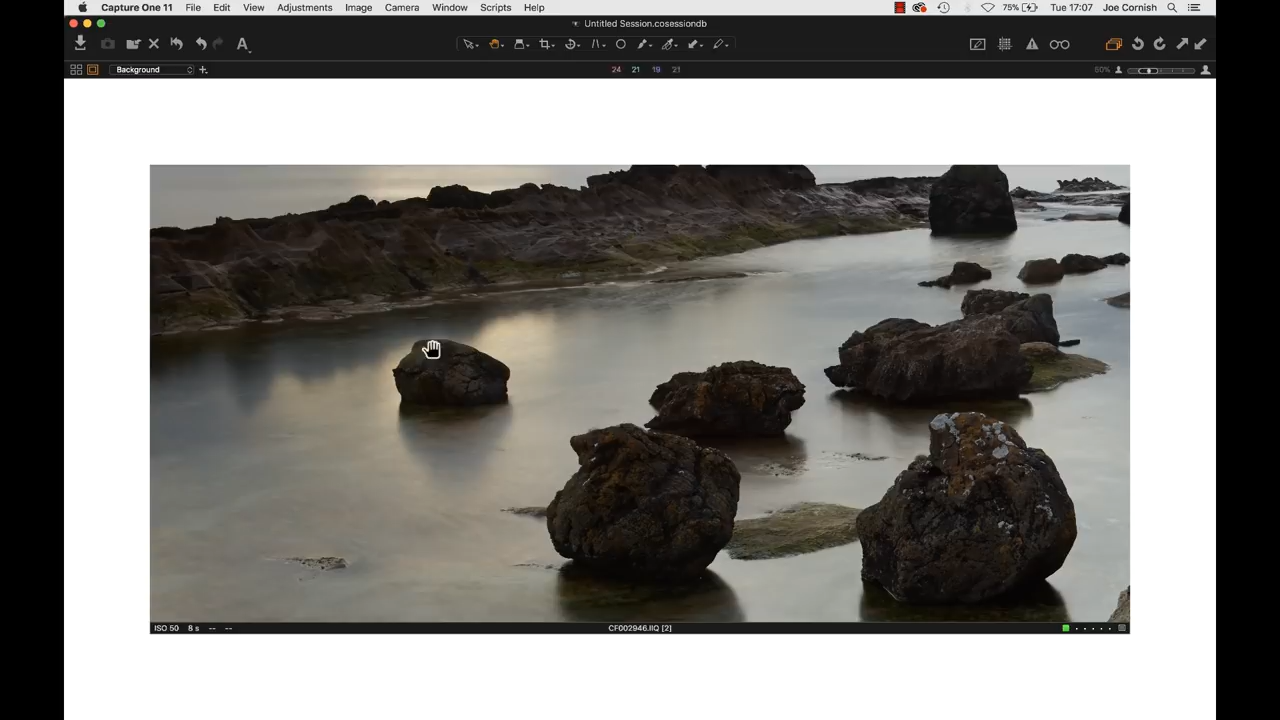 Capture One 11 File Edit View Adjustments Image Camera Window Scripts Help 75% Tue 17:07 Joe Cornish
Untitled Session.cosessiondb
A
Background 24 21 19 21 50%
ISO 50 8 s -- -- CF002946.IIQ [2]